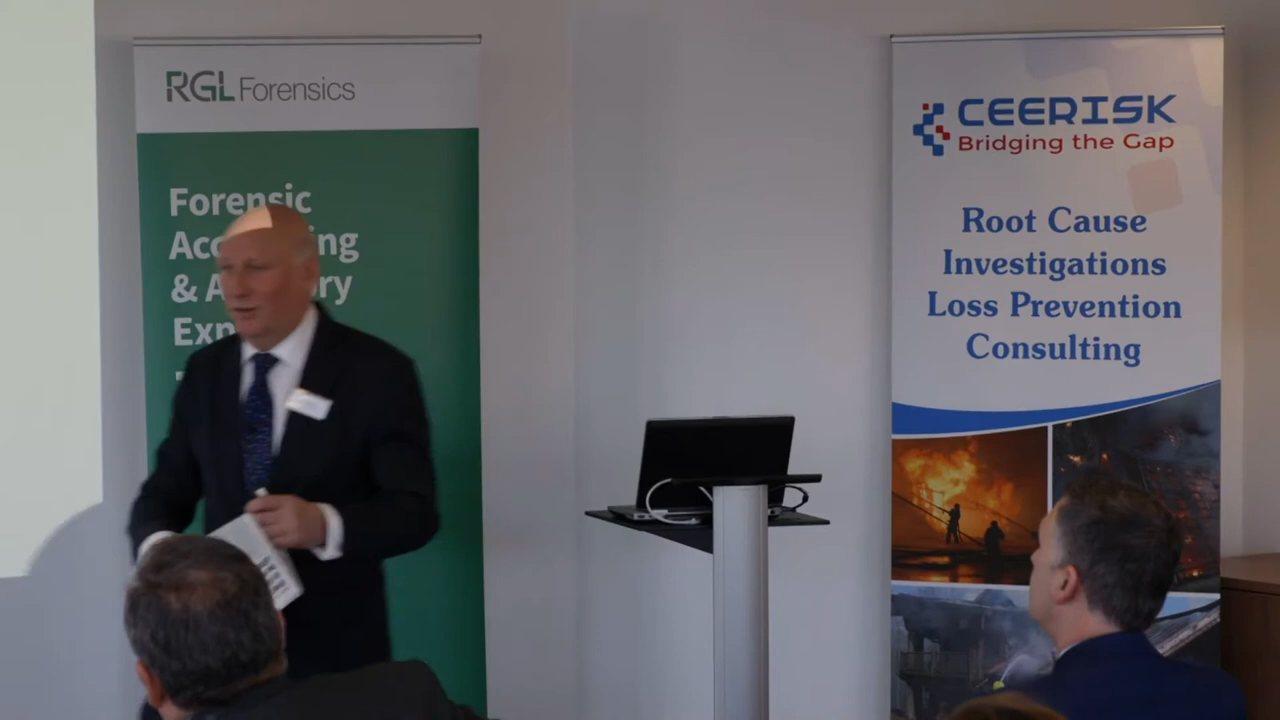 RGL Forensics
Forensic
& A
CEERISK
Bridging the Gap
Root Cause
Investigations
Loss Prevention
Consulting